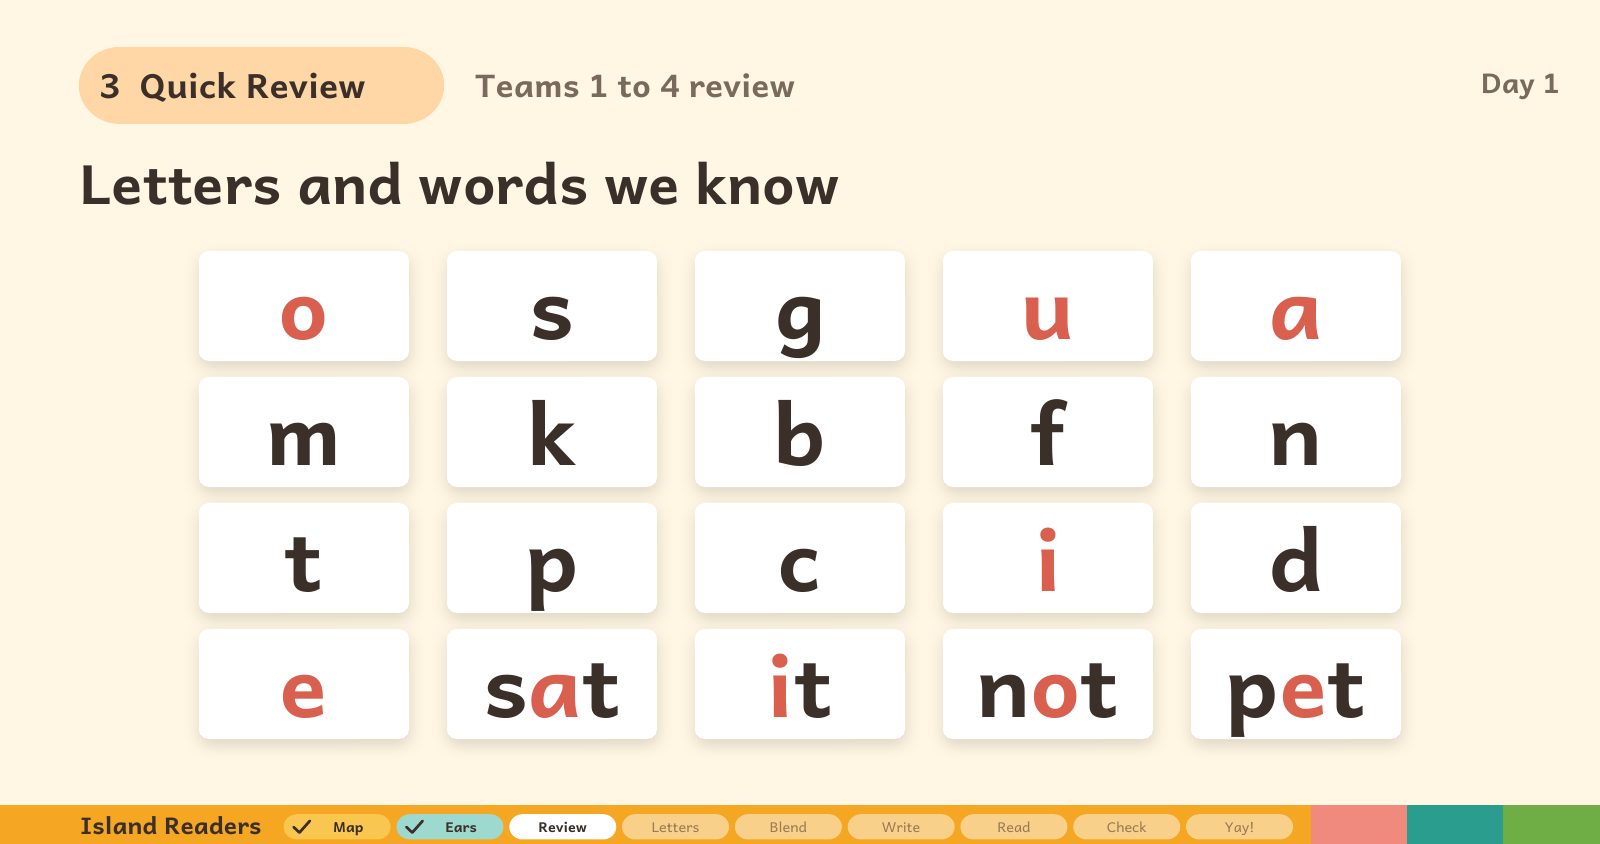 3 Quick Review
Teams 1 to 4 review
Day 1
Letters and words we know
o s g u a
m k b f n
t p c i d
e sat it not pet
Island Readers Map Ears Review Letters Blend Write Read Check Yay!